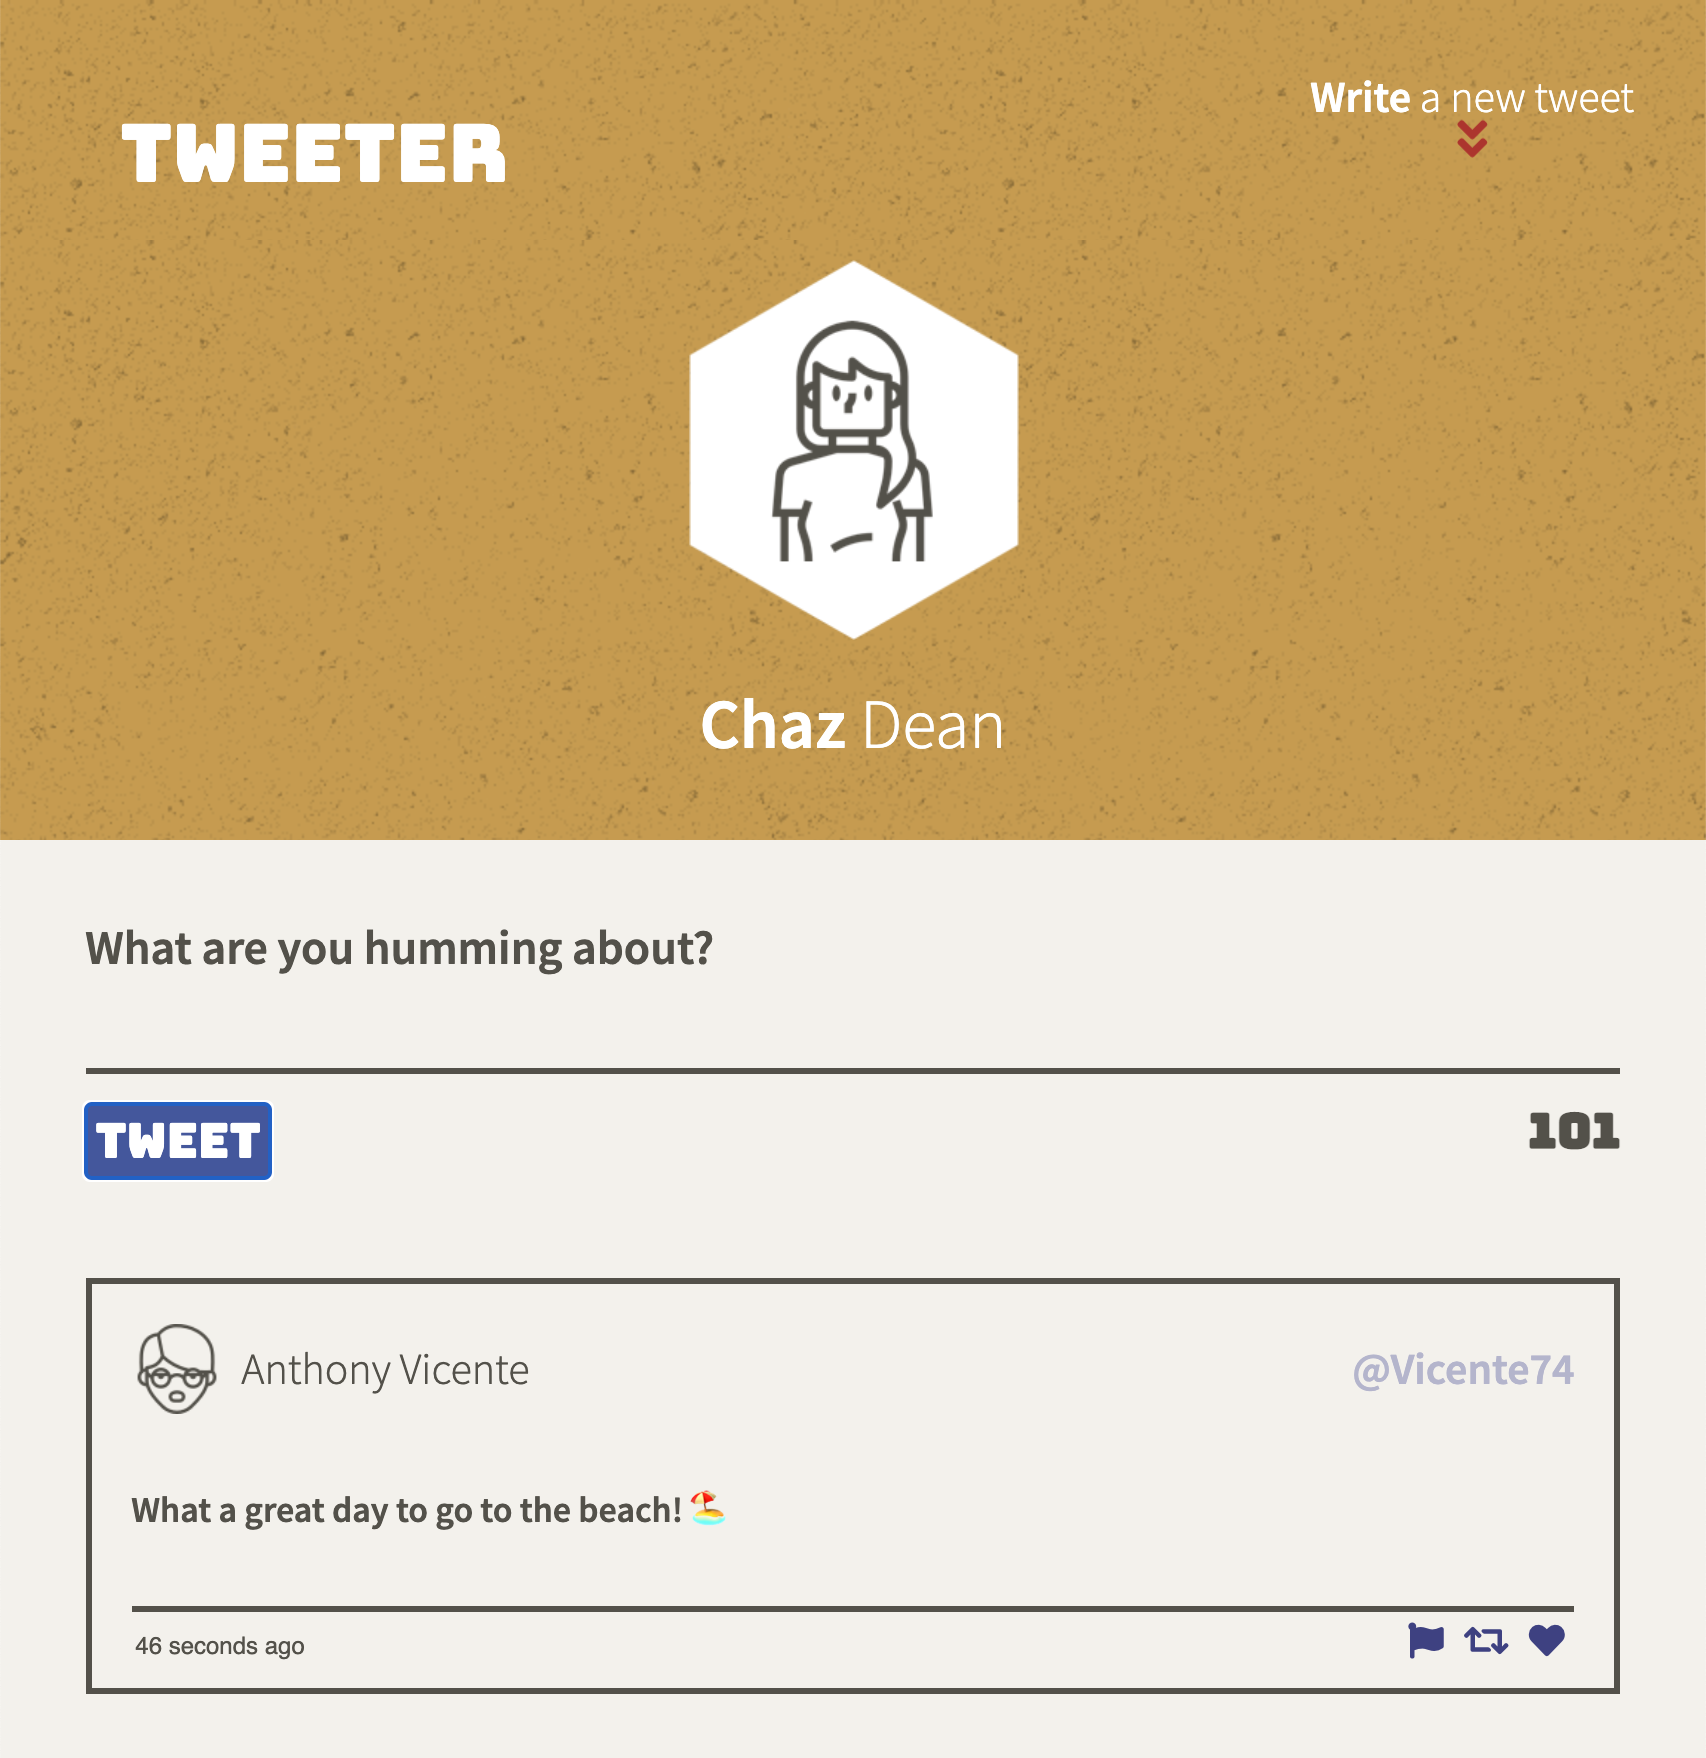 Write a new tweet
TWEETER
Chaz Dean
What are you humming about?
TWEET
101
Anthony Vicente
@Vicente74
What a great day to go to the beach! 🏖️
46 seconds ago